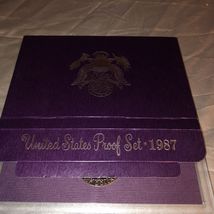 United States Proof Set • 1987